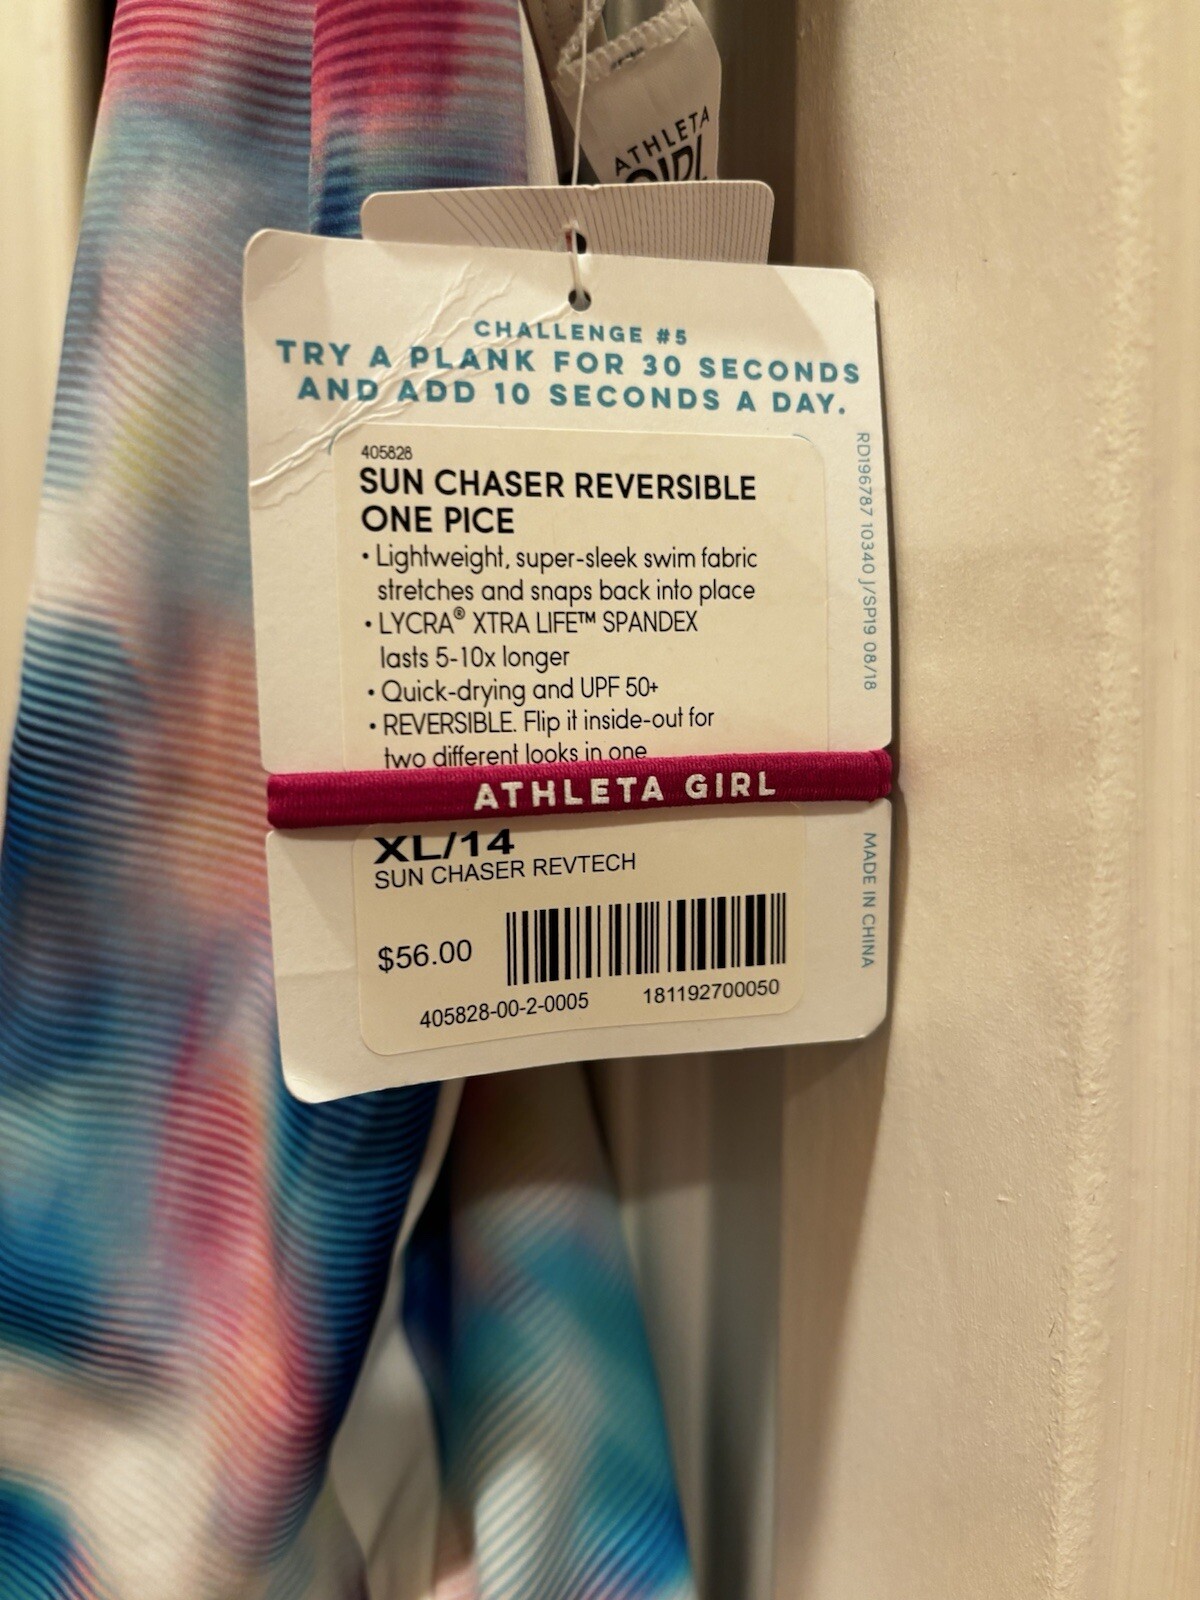 ATHLETA
GIRL
CHALLENGE #5
TRY A PLANK FOR 30 SECONDS
AND ADD 10 SECONDS A DAY.
405828
SUN CHASER REVERSIBLE
ONE PICE
• Lightweight, super-sleek swim fabric
stretches and snaps back into place
• LYCRA® XTRA LIFE™ SPANDEX
lasts 5-10x longer
• Quick-drying and UPF 50+
• REVERSIBLE. Flip it inside-out for
two different looks in one
RD196787 10340 J/SP19 08/18
ATHLETA GIRL
XL/14
SUN CHASER REVTECH
$56.00
405828-00-2-0005 181192700050
MADE IN CHINA